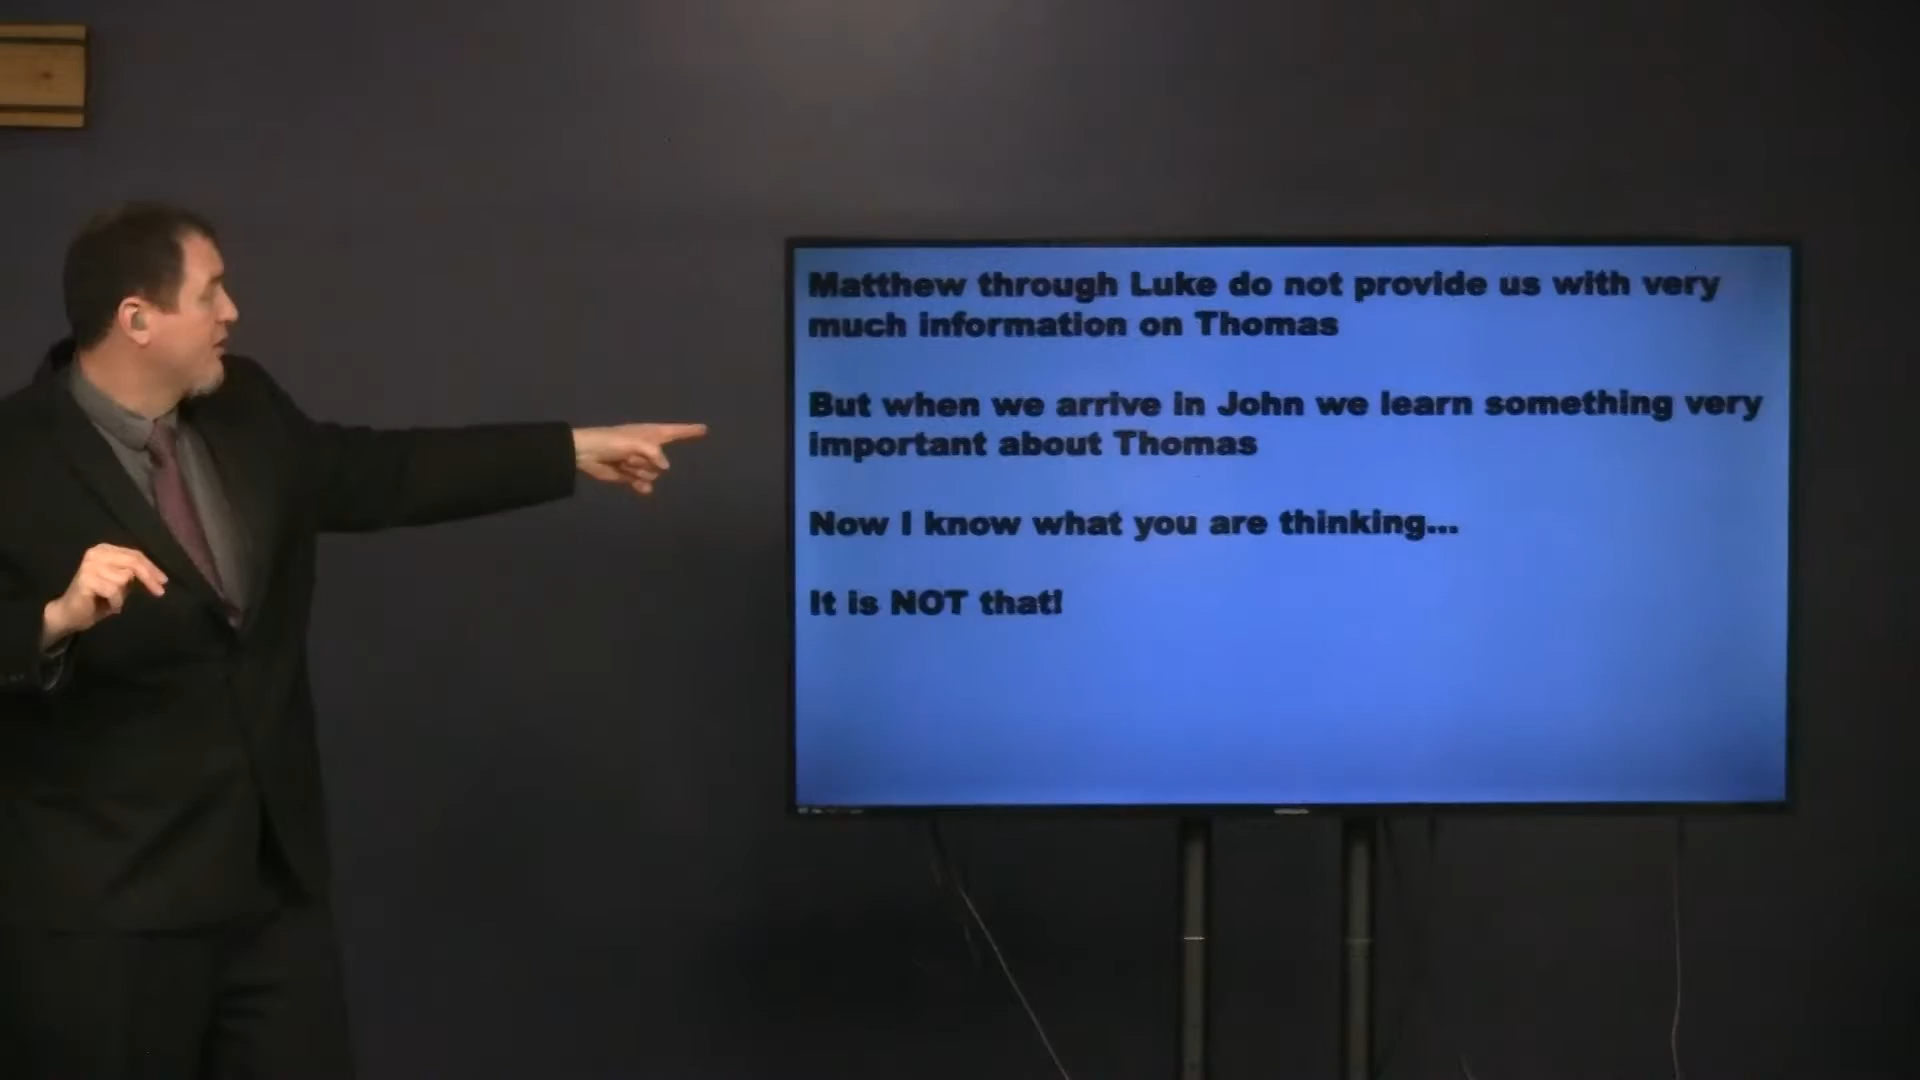 Matthew through Luke do not provide us with very
much information on Thomas
But when we arrive in John we learn something very
important about Thomas
Now I know what you are thinking...
It is NOT that!